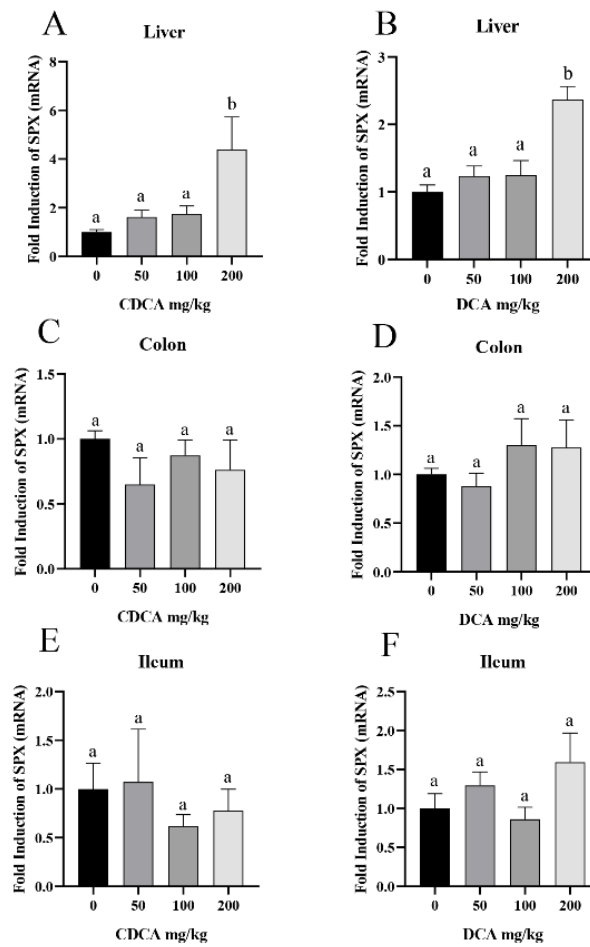 A
Liver
Fold Induction of SPX (mRNA)
8
6
4
2
0
a
a
a
b
0 50 100 200
CDCA mg/kg
B
Liver
Fold Induction of SPX (mRNA)
3
2
1
0
a
a
a
b
0 50 100 200
DCA mg/kg
C
Colon
Fold Induction of SPX (mRNA)
1.5
1.0
0.5
0.0
a
a
a
a
0 50 100 200
CDCA mg/kg
D
Colon
Fold Induction of SPX (mRNA)
2.0
1.5
1.0
0.5
0.0
a
a
a
a
0 50 100 200
DCA mg/kg
E
Ileum
Fold Induction of SPX (mRNA)
2.0
1.5
1.0
0.5
0.0
a
a
a
a
0 50 100 200
CDCA mg/kg
F
Ileum
Fold Induction of SPX (mRNA)
2.5
2.0
1.5
1.0
0.5
0.0
a
a
a
a
0 50 100 200
DCA mg/kg